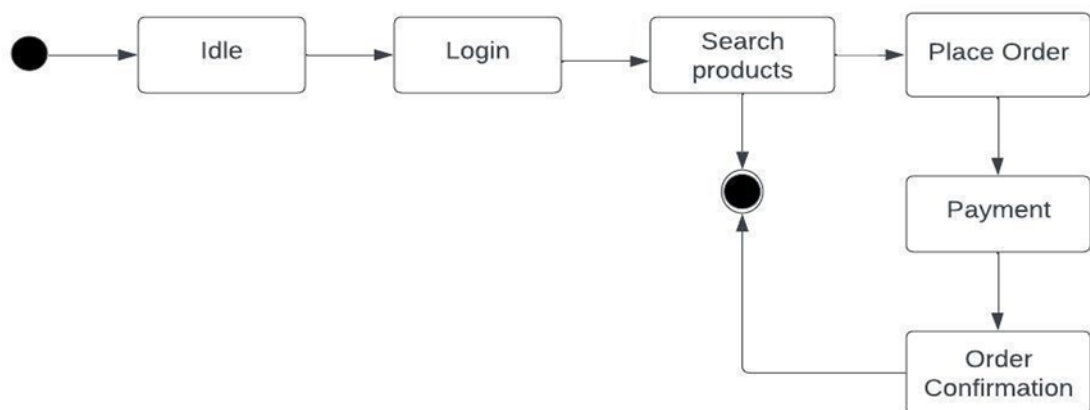 Idle
Login
Search
products
Place Order
Payment
Order
Confirmation